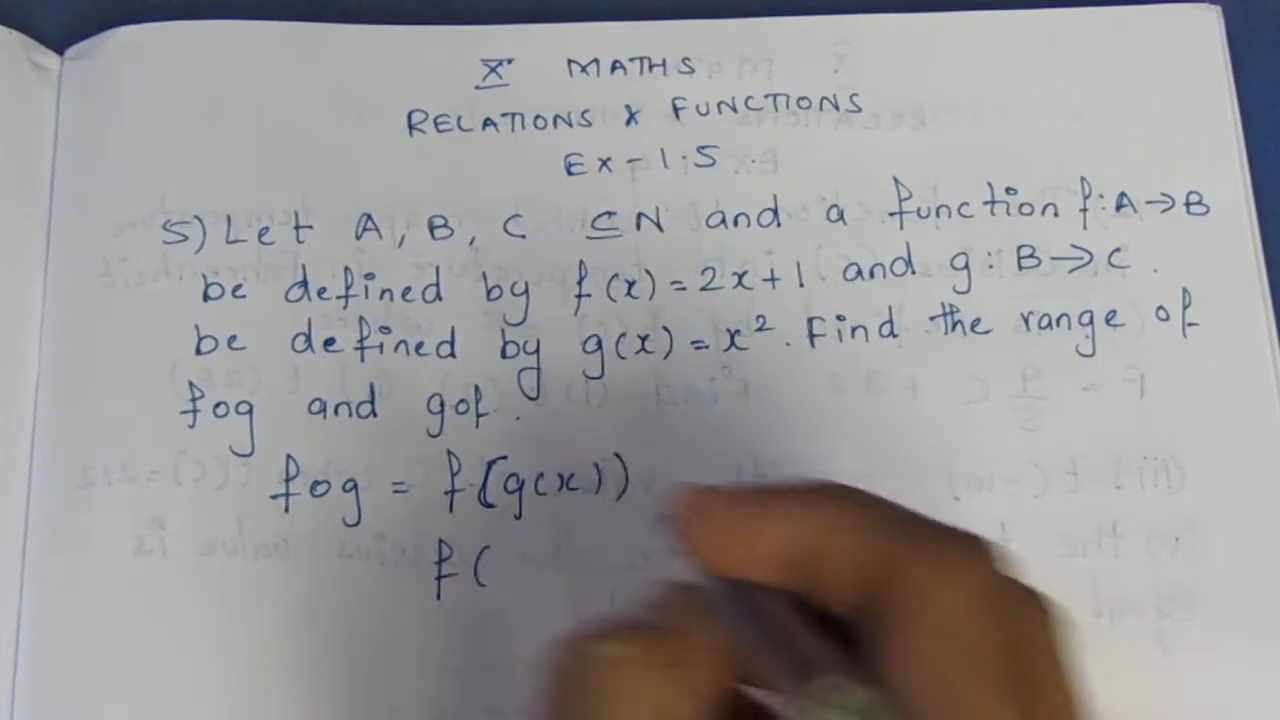 X MATHS
RELATIONS & FUNCTIONS
Ex-1.5
5) Let A, B, C ⊆ N and a function f: A→B
be defined by f(x) = 2x+1 and g: B→C.
be defined by g(x) = x². Find the range of
fog and gof.
fog = f(g(x))
f(